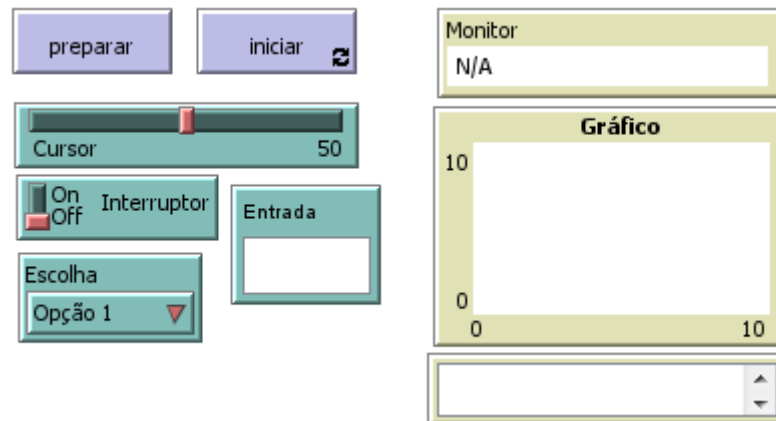 preparar
iniciar
Cursor 50
On
Off
Interruptor
Entrada
Escolha
Opção 1
Monitor
N/A
Gráfico
10
0
0 10